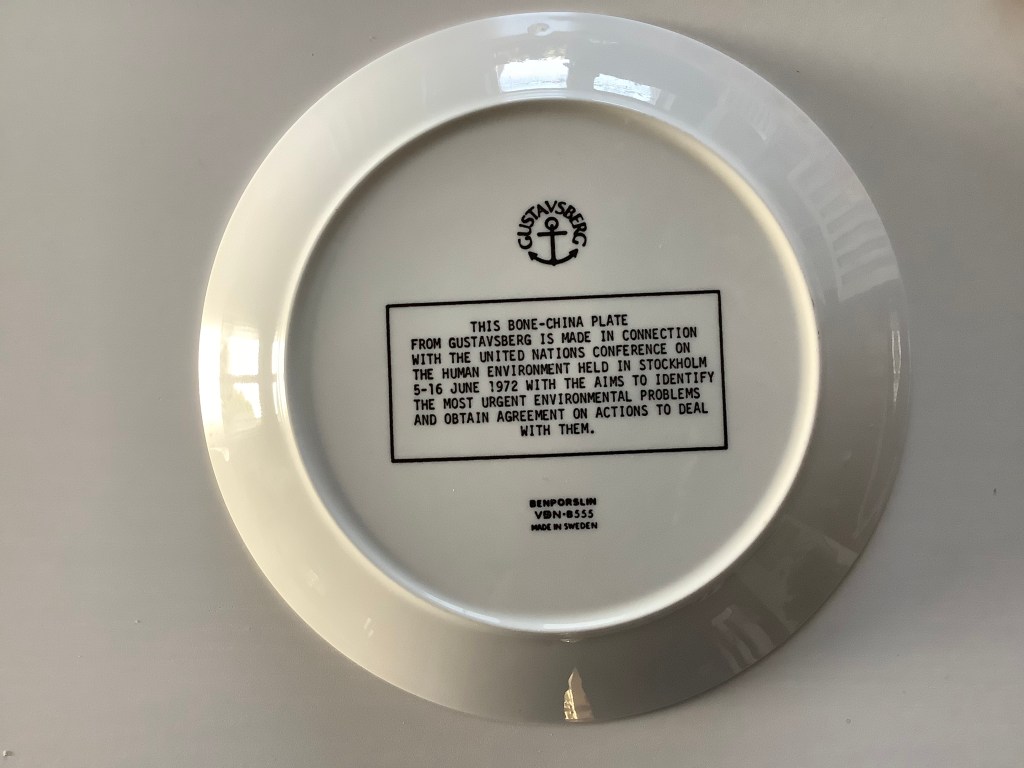 GUSTAVSBERG
THIS BONE-CHINA PLATE
FROM GUSTAVSBERG IS MADE IN CONNECTION
WITH THE UNITED NATIONS CONFERENCE ON
THE HUMAN ENVIRONMENT HELD IN STOCKHOLM
5-16 JUNE 1972 WITH THE AIMS TO IDENTIFY
THE MOST URGENT ENVIRONMENTAL PROBLEMS
AND OBTAIN AGREEMENT ON ACTIONS TO DEAL
WITH THEM.
BENPORSLIN
VDN-8555
MADE IN SWEDEN